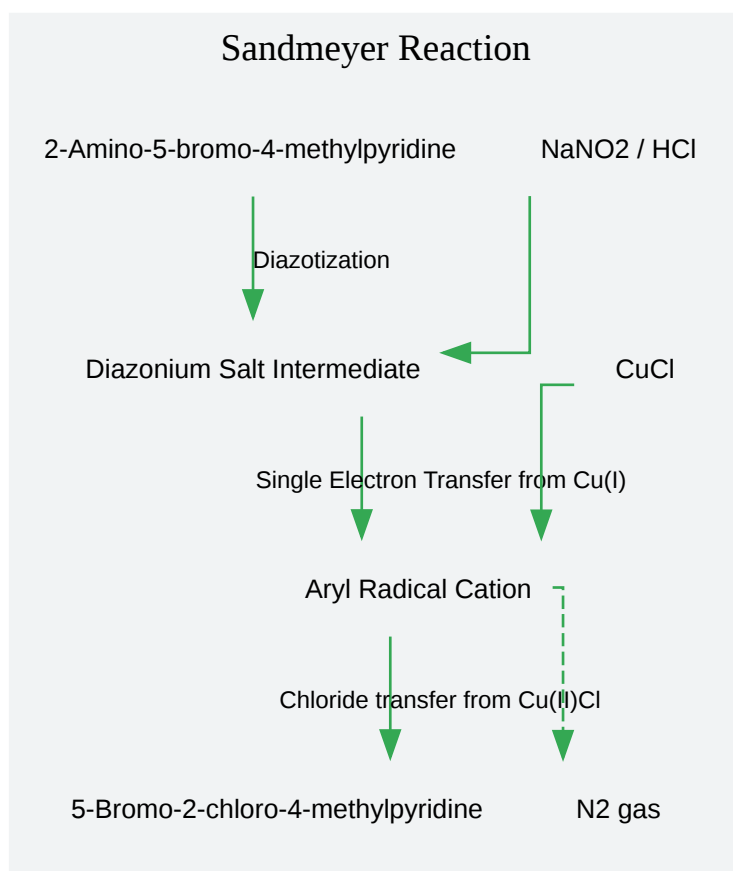 Sandmeyer Reaction
2-Amino-5-bromo-4-methylpyridine
NaNO2 / HCl
Diazotization
Diazonium Salt Intermediate
CuCl
Single Electron Transfer from Cu(I)
Aryl Radical Cation
Chloride transfer from Cu(II)Cl
5-Bromo-2-chloro-4-methylpyridine
N2 gas